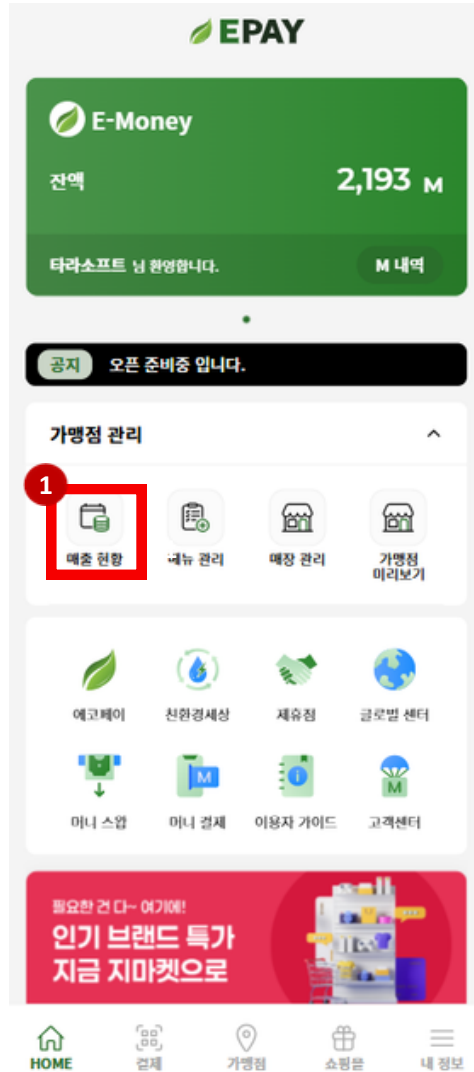 EPAY
E-Money
잔액
2,193 M
타라소프트 님 환영합니다.
M 내역
공지 오픈 준비중 입니다.
가맹점 관리
1
매출 현황
메뉴 관리
매장 관리
가맹점
미리보기
에코페이
친환경세상
제휴점
글로벌 센터
M
M
머니 스왑
머니 결제
이용자 가이드
고객센터
필요한 건 다~ 여기에!
인기 브랜드 특가
지금 지마켓으로
HOME
결제
가맹점
쇼핑몰
내 정보